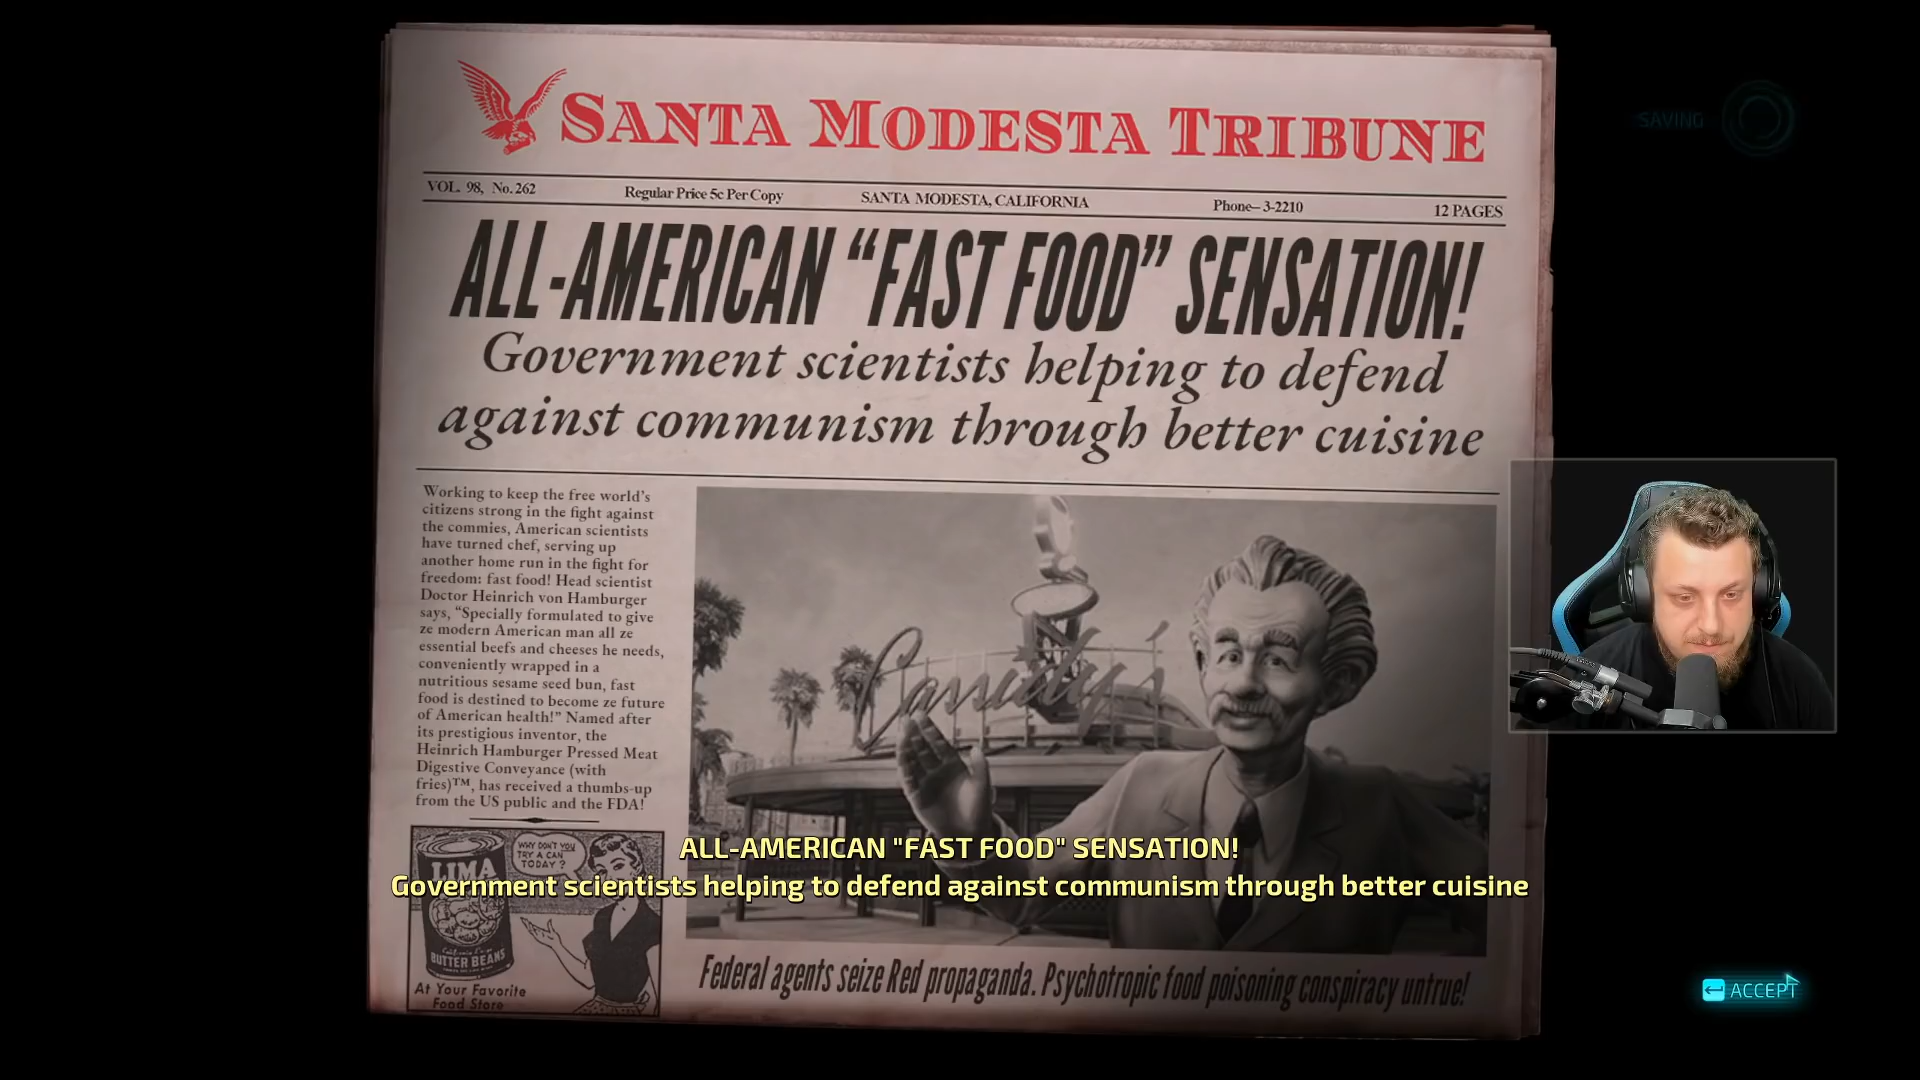 SANTA MODESTA TRIBUNE
SAVING
VOL. 98, No. 262 Regular Price 5c Per Copy SANTA MODESTA, CALIFORNIA Phone– 3-2210 12 PAGES
ALL-AMERICAN “FAST FOOD” SENSATION!
Government scientists helping to defend
against communism through better cuisine
Working to keep the free world’s
citizens strong in the fight against
the commies, American scientists
have turned chef, serving up
another home run in the fight for
freedom: fast food! Head scientist
Doctor Heinrich von Hamburger
says, “Specially formulated to give
ze modern American man all ze
essential beefs and cheeses he needs,
conveniently wrapped in a
nutritious sesame seed bun, fast
food is destined to become ze future
of American health!” Named after
its prestigious inventor, the
Heinrich Hamburger Pressed Meat
Digestive Conveyance (with
fries)™, has received a thumbs-up
from the US public and the FDA!
Cassidy's
WHY DON'T YOU
TRY A CAN
TODAY?
LIMA
BUTTER BEANS
At Your Favorite
Food Store
ALL-AMERICAN "FAST FOOD" SENSATION!
Government scientists helping to defend against communism through better cuisine
Federal agents seize Red propaganda. Psychotropic food poisoning conspiracy untrue!
ACCEPT